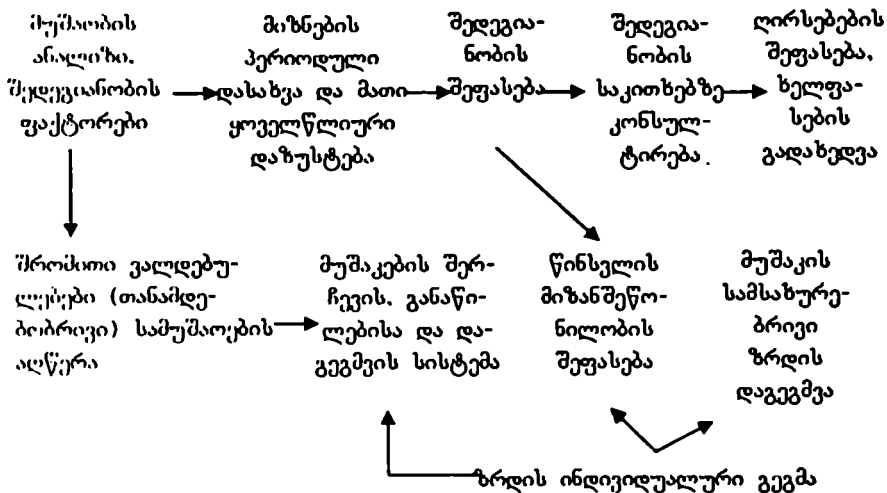 მუშაობის
ანალიზი.
შედეგიანობის
ფაქტორები
მიზნების
პერიოდული
დასახვა და მათი
ყოველწლიური
დაზუსტება
შედეგია-
ნობის
შეფასება
შედეგია-
ნობის
საკითხებზე
კონსულ-
ტირება.
ღირსებების
შეფასება.
ხელფა-
სების
გადახედვა
შრომითი ვალდებუ-
ლებები (თანამდე-
ბობრივი) სამუშაოების
აღწერა
მუშაკების შერ-
ჩევის. განაწი-
ლებისა და და-
გეგმვის სისტემა
წინსვლის
მიზანშეწო-
ნილობის
შეფასება
მუშაკის
სამსახურე-
ბრივი
ზრდის
დაგეგმვა
ზრდის ინდივიდუალური გეგმა